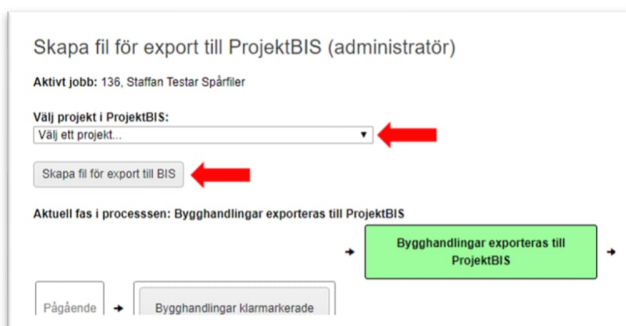 Skapa fil för export till ProjektBIS (administratör)
Aktivt jobb: 136, Staffan Testar Spårfiler
Välj projekt i ProjektBIS:
Välj ett projekt...
Skapa fil för export till BIS
Aktuell fas i processsen: Bygghandlingar exporteras till ProjektBIS
Bygghandlingar exporteras till
ProjektBIS
Pågående
Bygghandlingar klarmarkerade